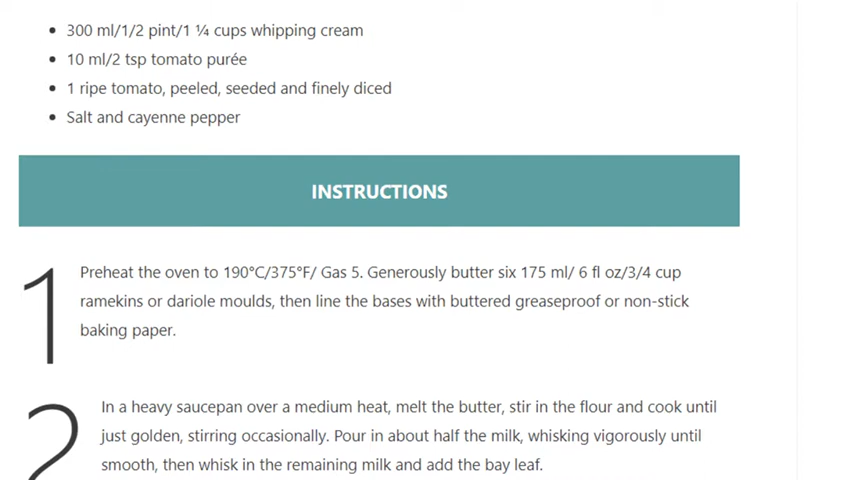 • 300 ml/1/2 pint/1 ¼ cups whipping cream
• 10 ml/2 tsp tomato purée
• 1 ripe tomato, peeled, seeded and finely diced
• Salt and cayenne pepper
INSTRUCTIONS
1 Preheat the oven to 190°C/375°F/ Gas 5. Generously butter six 175 ml/ 6 fl oz/3/4 cup
ramekins or dariole moulds, then line the bases with buttered greaseproof or non-stick
baking paper.
2 In a heavy saucepan over a medium heat, melt the butter, stir in the flour and cook until
just golden, stirring occasionally. Pour in about half the milk, whisking vigorously until
smooth, then whisk in the remaining milk and add the bay leaf.